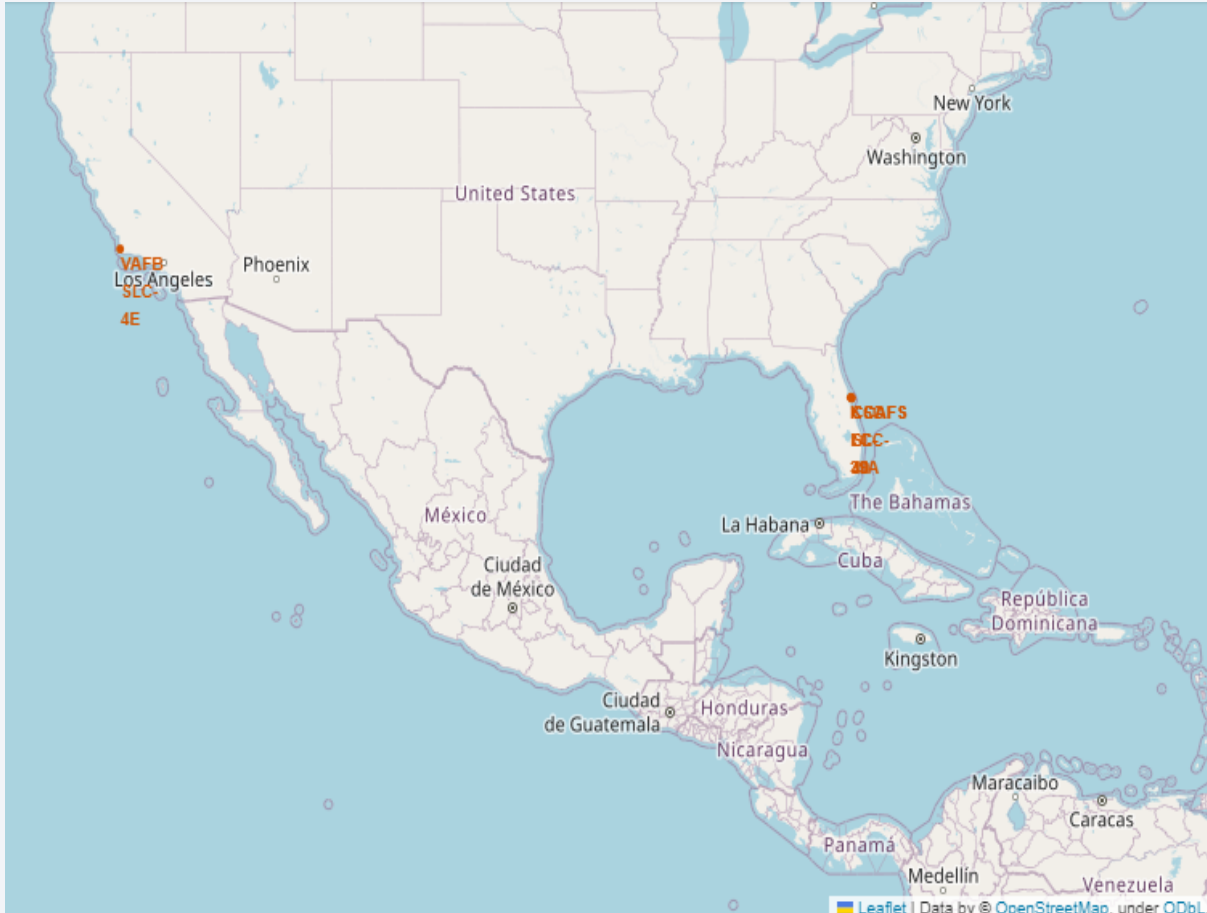 New York
Washington
United States
VAFB
Los Angeles
SLC-
4E
Phoenix
The Bahamas
México
La Habana
Cuba
Ciudad
de México
República
Dominicana
Kingston
Ciudad
de Guatemala
Honduras
Nicaragua
Maracaibo
Caracas
Panamá
Medellín
Venezuela
Leaflet | Data by © OpenStreetMap, under ODbL